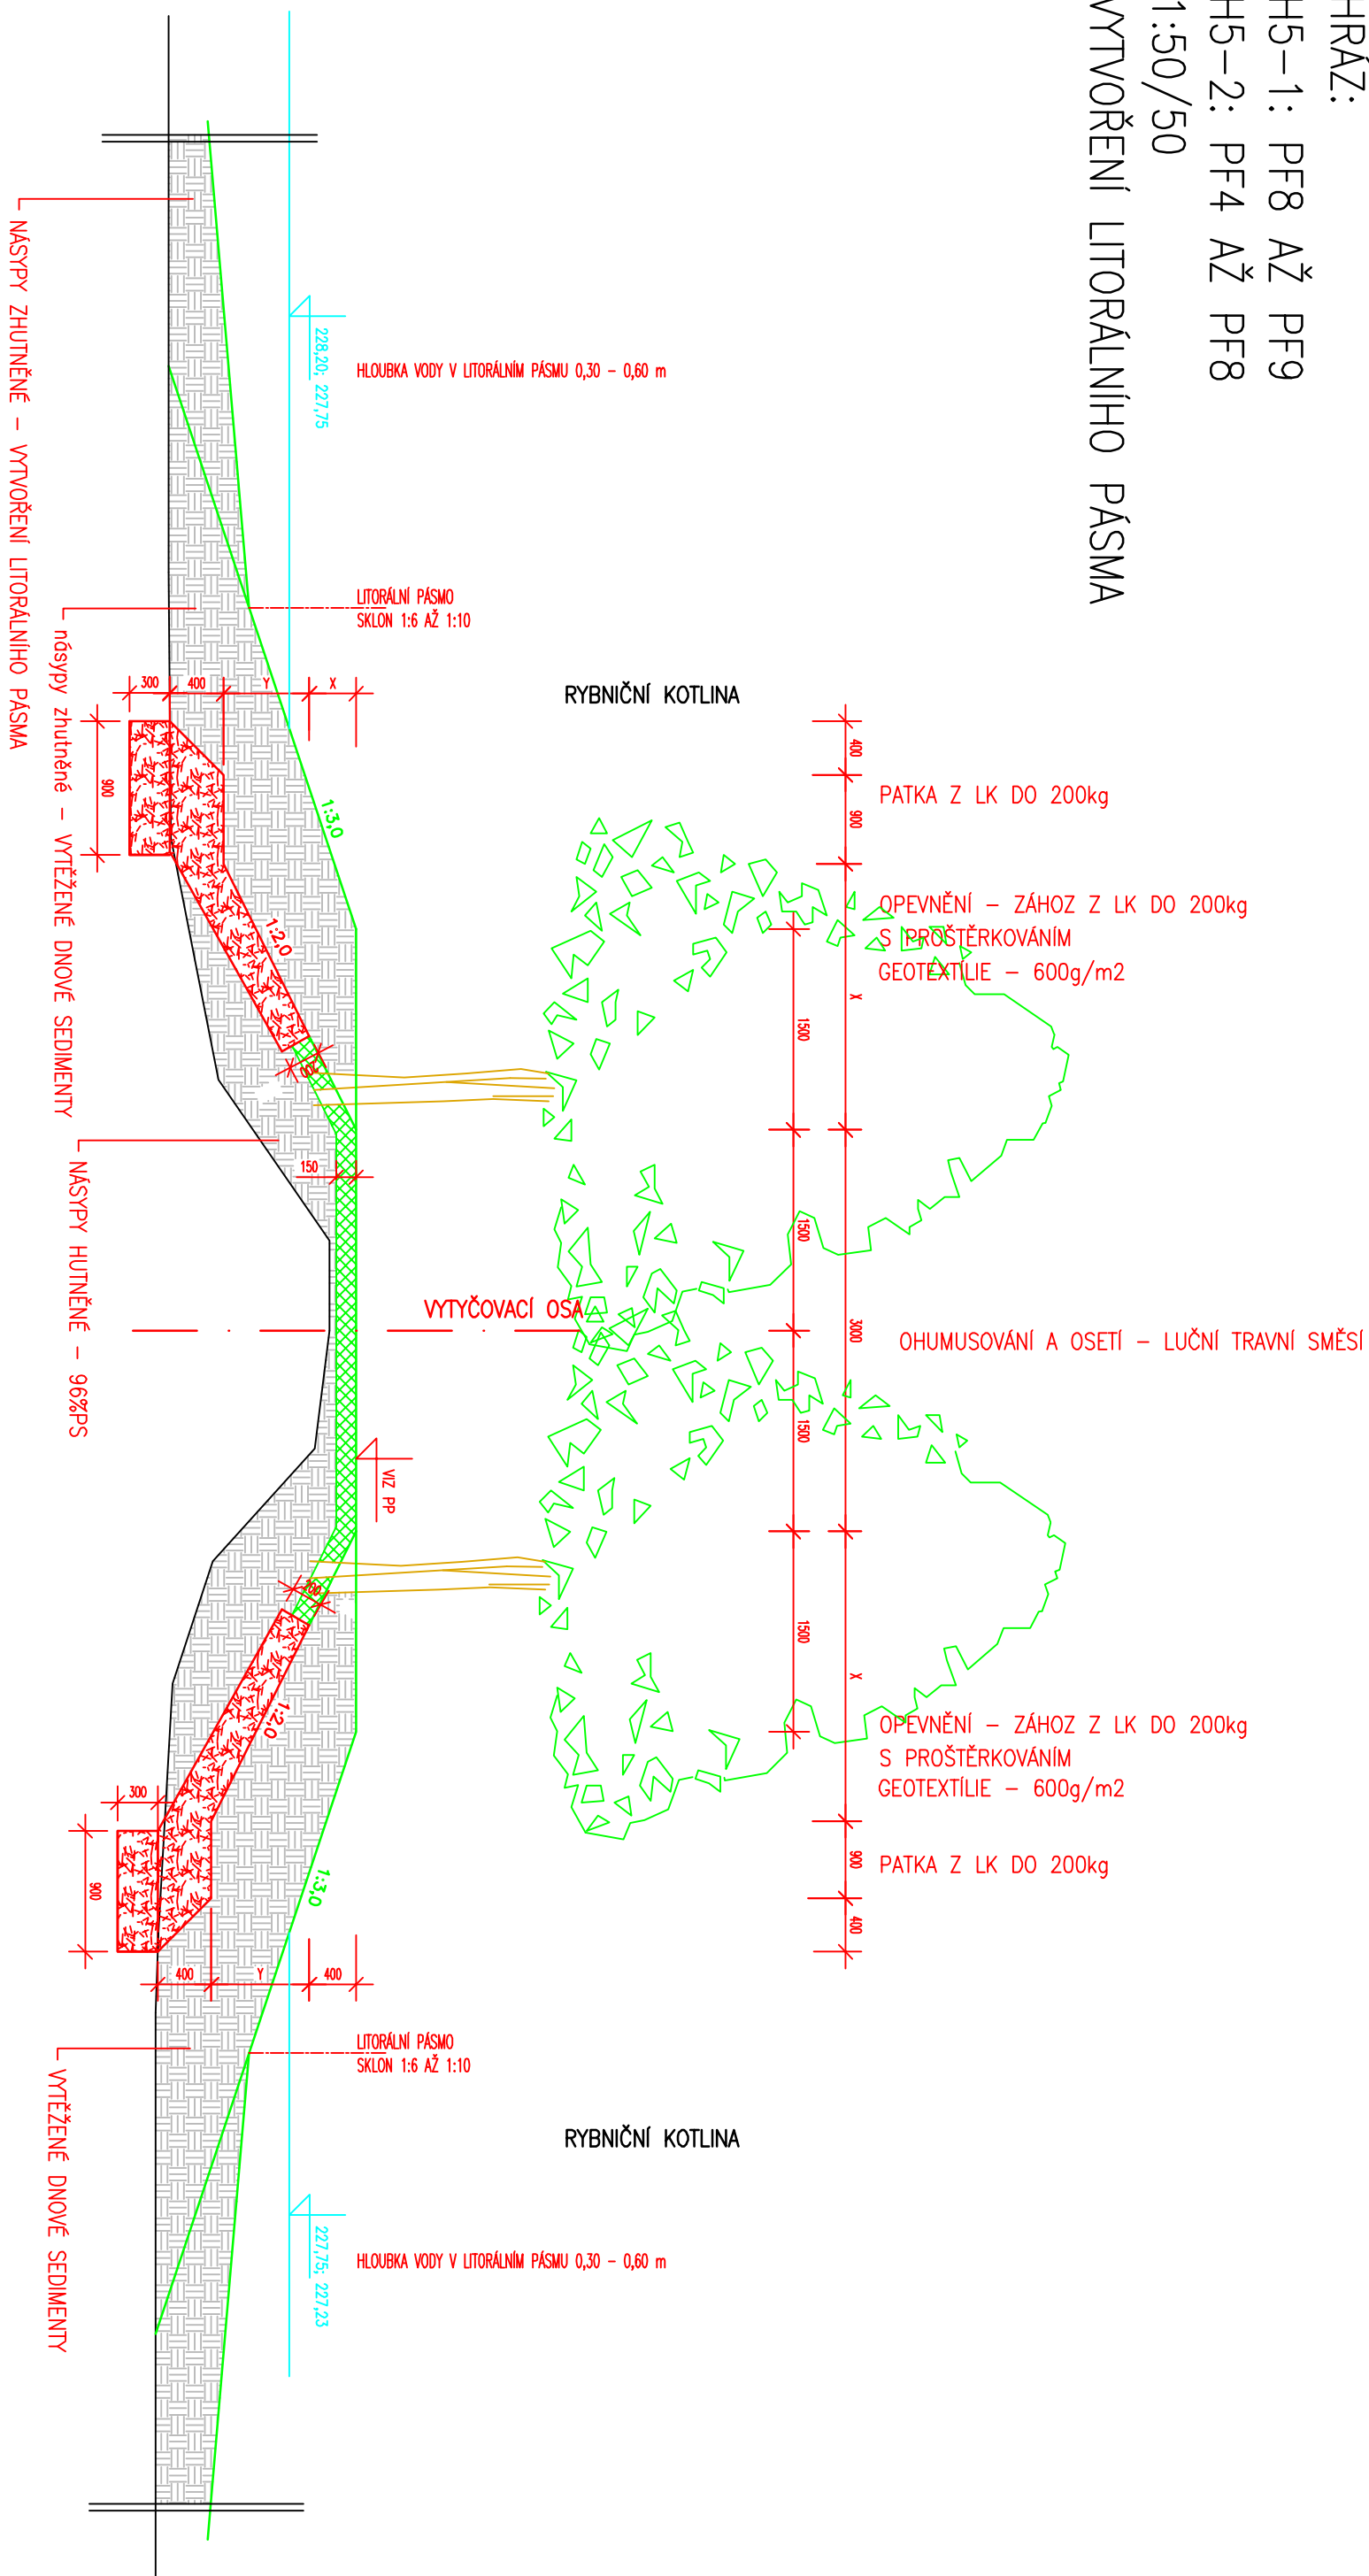 HRÁZ:
H5-1: PF8 AŽ PF9
H5-2: PF4 AŽ PF8
1:50/50
VYTVOŘENÍ LITORÁLNÍHO PÁSMA
228,20; 227,75
HLOUBKA VODY V LITORÁLNÍM PÁSMU 0,30 - 0,60 m
NÁSYPY ZHUTNĚNÉ - VYTVOŘENÍ LITORÁLNÍHO PÁSMA
LITORÁLNÍ PÁSMO
SKLON 1:6 AŽ 1:10
násypy zhutněné - VYTĚŽENÉ DNOVÉ SEDIMENTY
300
400
Y
X
RYBNIČNÍ KOTLINA
900
400
900
PATKA Z LK DO 200kg
1:3,0
OPEVNĚNÍ - ZÁHOZ Z LK DO 200kg
S PROŠTĚRKOVÁNÍM
GEOTEXTÍLIE - 600g/m2
1:2,0
1500
X
200
150
NÁSYPY HUTNĚNÉ - 96%PS
1500
VYTYČOVACÍ OSA
3000
OHUMUSOVÁNÍ A OSETÍ - LUČNÍ TRAVNÍ SMĚSÍ
1500
VIZ PP
200
1500
X
1:2,0
OPEVNĚNÍ - ZÁHOZ Z LK DO 200kg
S PROŠTĚRKOVÁNÍM
GEOTEXTÍLIE - 600g/m2
300
900
1:3,0
900
PATKA Z LK DO 200kg
400
400
Y
400
LITORÁLNÍ PÁSMO
SKLON 1:6 AŽ 1:10
VYTĚŽENÉ DNOVÉ SEDIMENTY
RYBNIČNÍ KOTLINA
227,75; 227,23
HLOUBKA VODY V LITORÁLNÍM PÁSMU 0,30 - 0,60 m